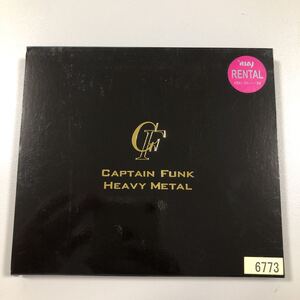 RENTAL
CF
CAPTAIN FUNK
HEAVY METAL
6773